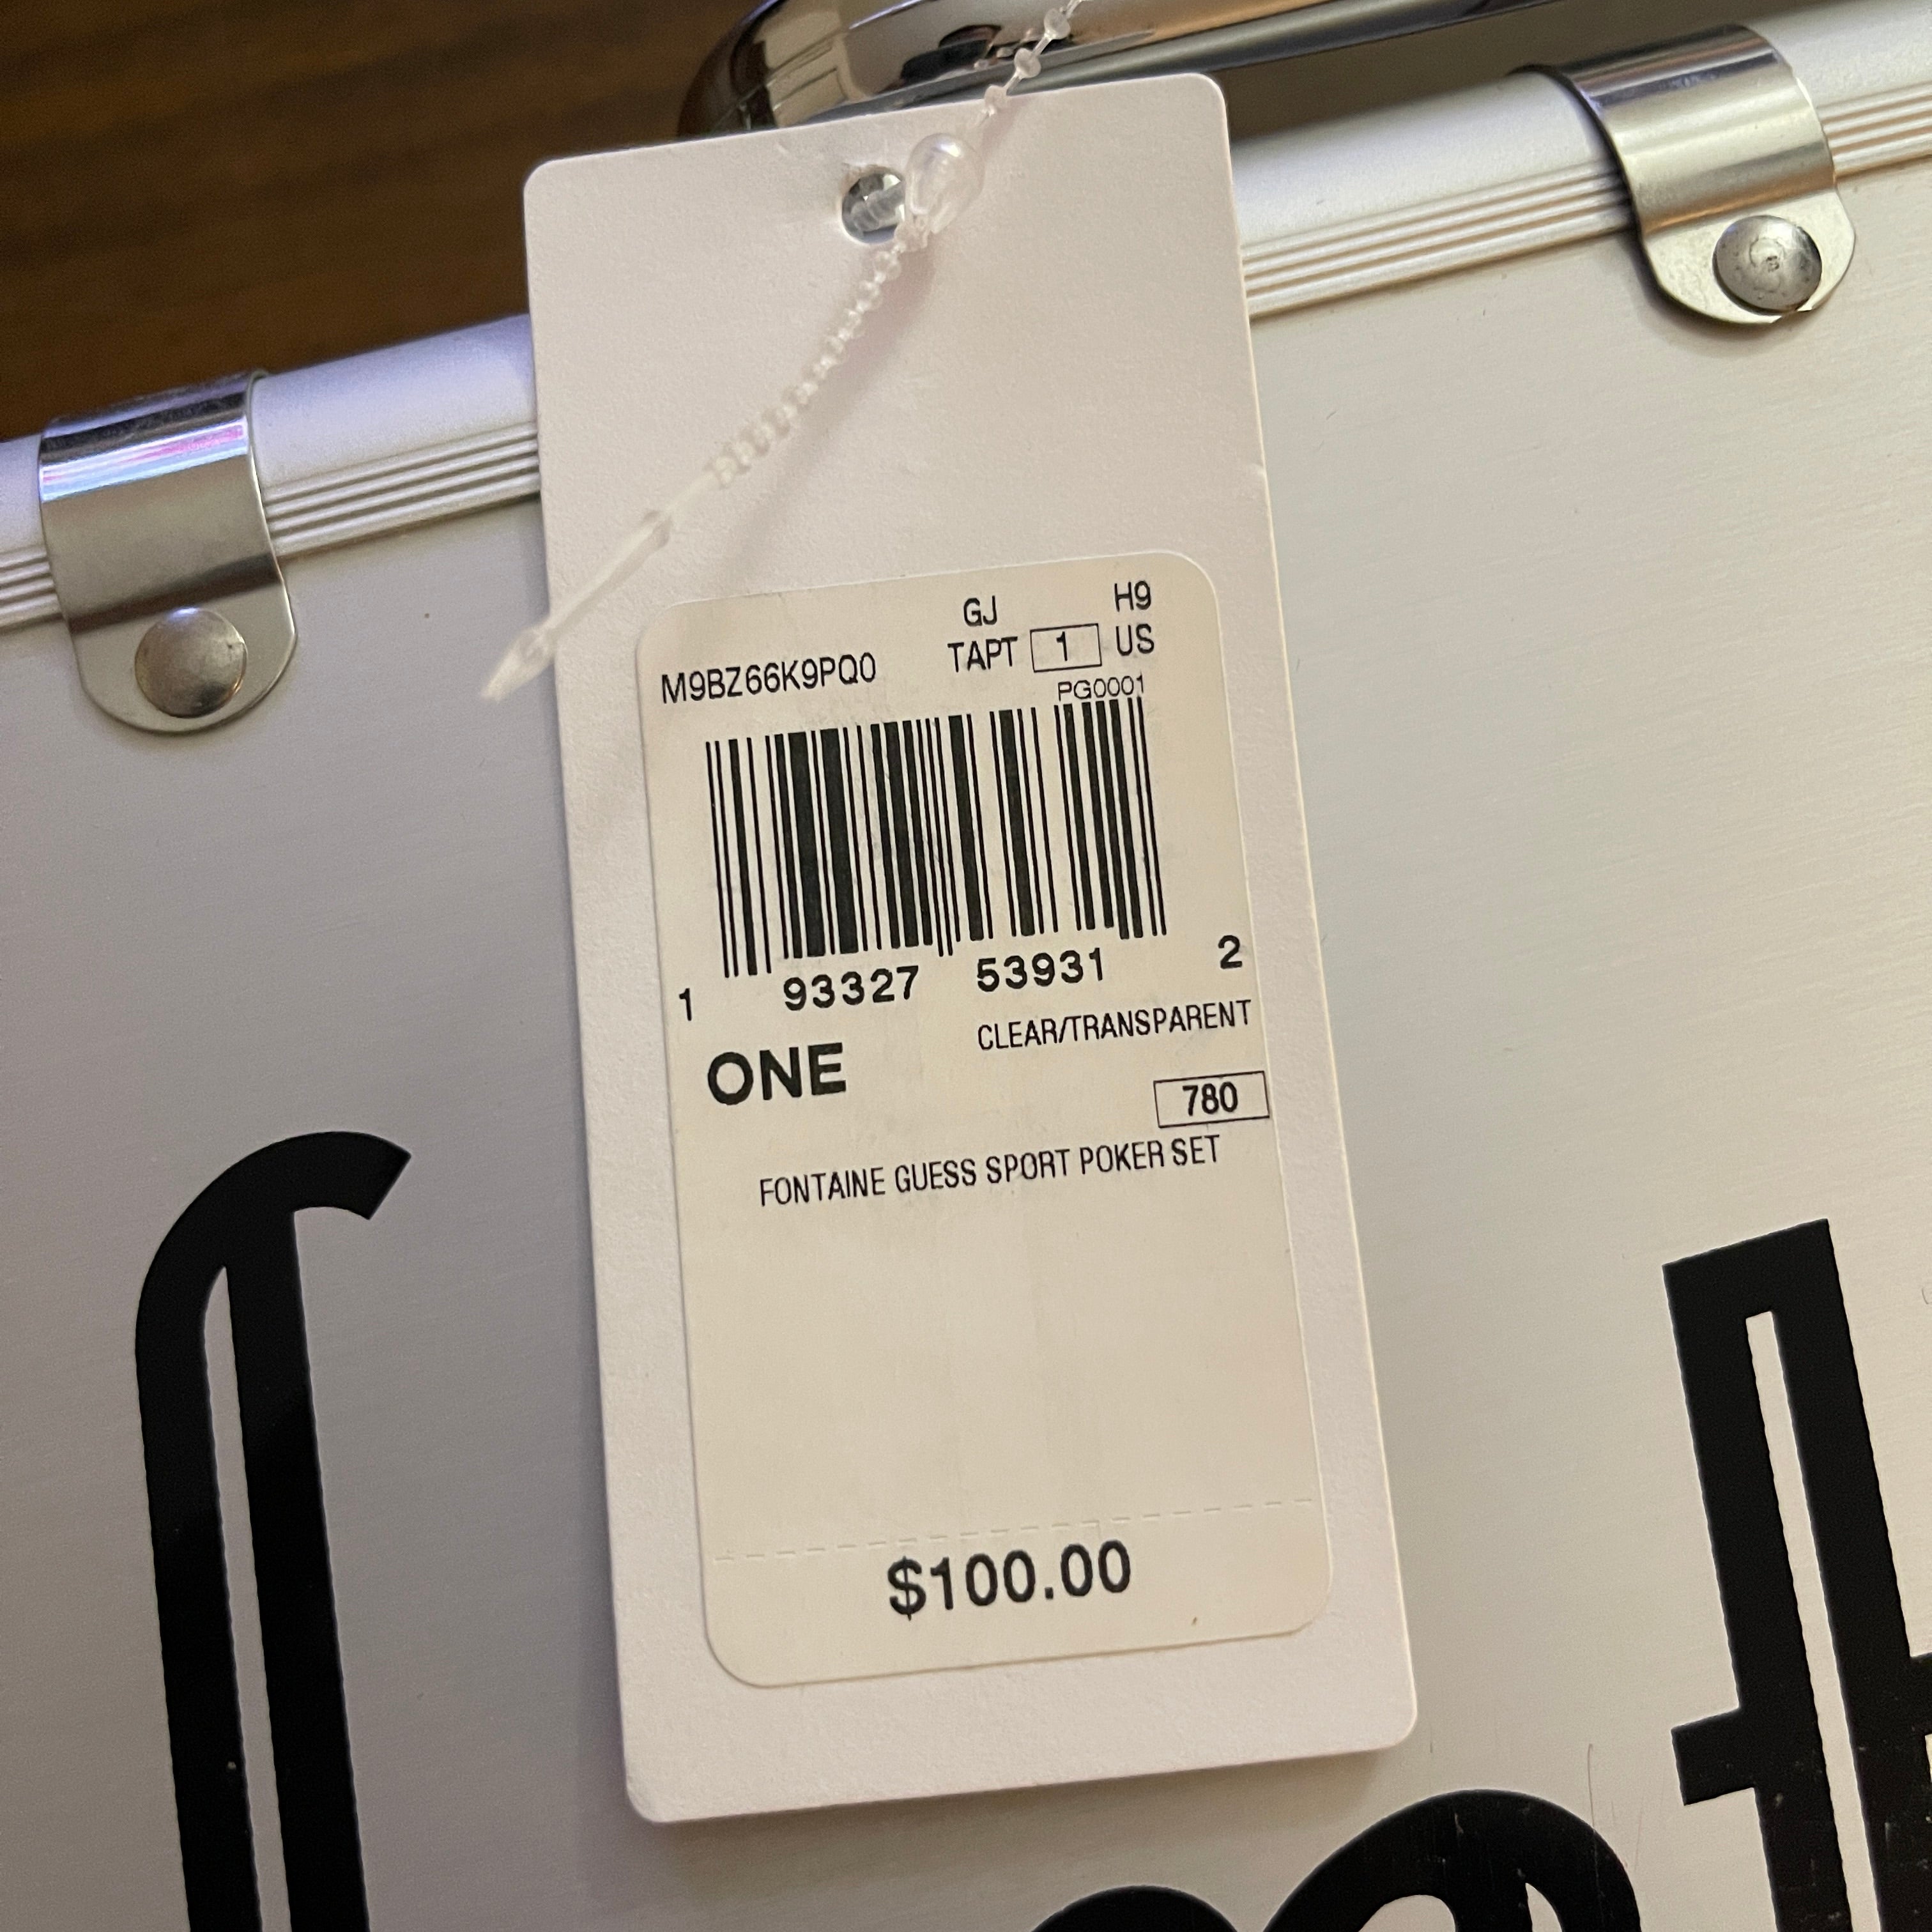 GJ H9
M9BZ66K9PQ0 TAPT 1 US
PG0001
1 93327 53931 2
ONE CLEAR/TRANSPARENT
780
FONTAINE GUESS SPORT POKER SET
$100.00